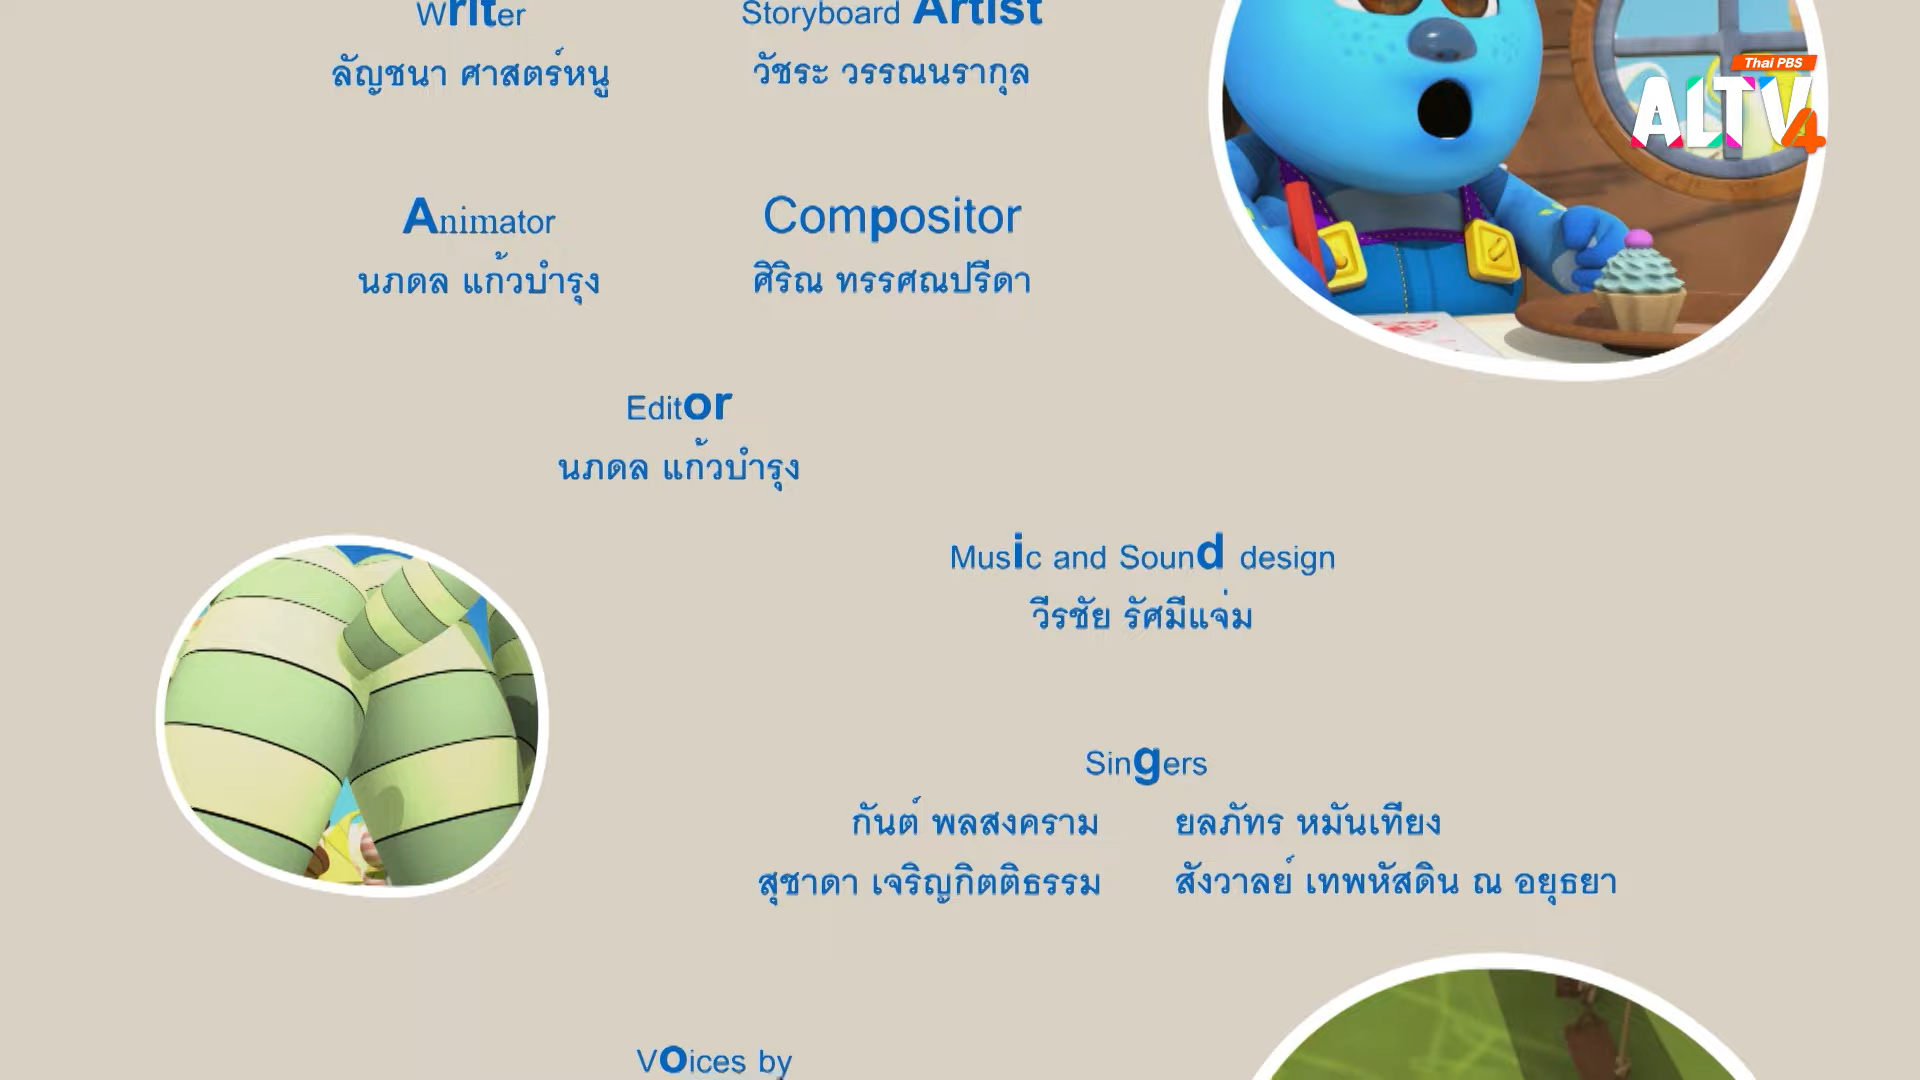 Writer
Storyboard Artist
ลัญชนา ศาสตร์หนู
วัชระ วรรณนรากุล
Thai PBS
ALTV4
Animator
Compositor
นภดล แก้วบำรุง
ศิริณ ทรรศณปรีดา
Editor
นภดล แก้วบำรุง
Music and Sound design
วีรชัย รัศมีแจ่ม
Singers
กันต์ พลสงคราม
ยลภัทร หมันเทียง
สุชาดา เจริญกิตติธรรม
สังวาลย์ เทพหัสดิน ณ อยุธยา
Voices by